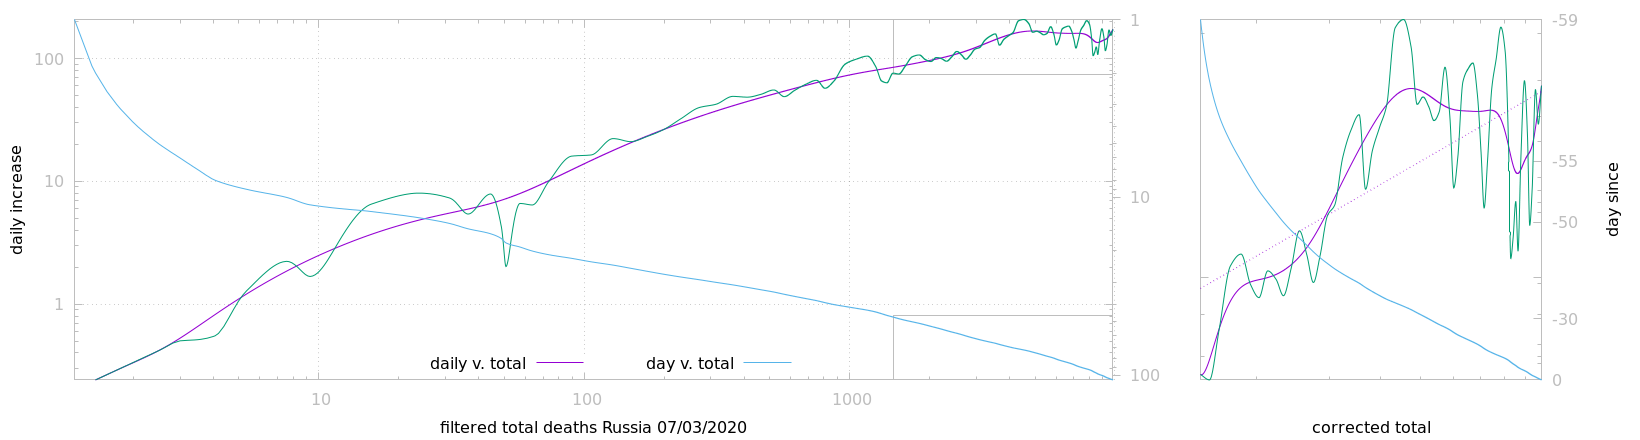 100
10
1
daily increase
10
100
1000
filtered total deaths Russia 07/03/2020
daily v. total
day v. total
1
10
100
-59
-55
-50
-30
0
day since
corrected total